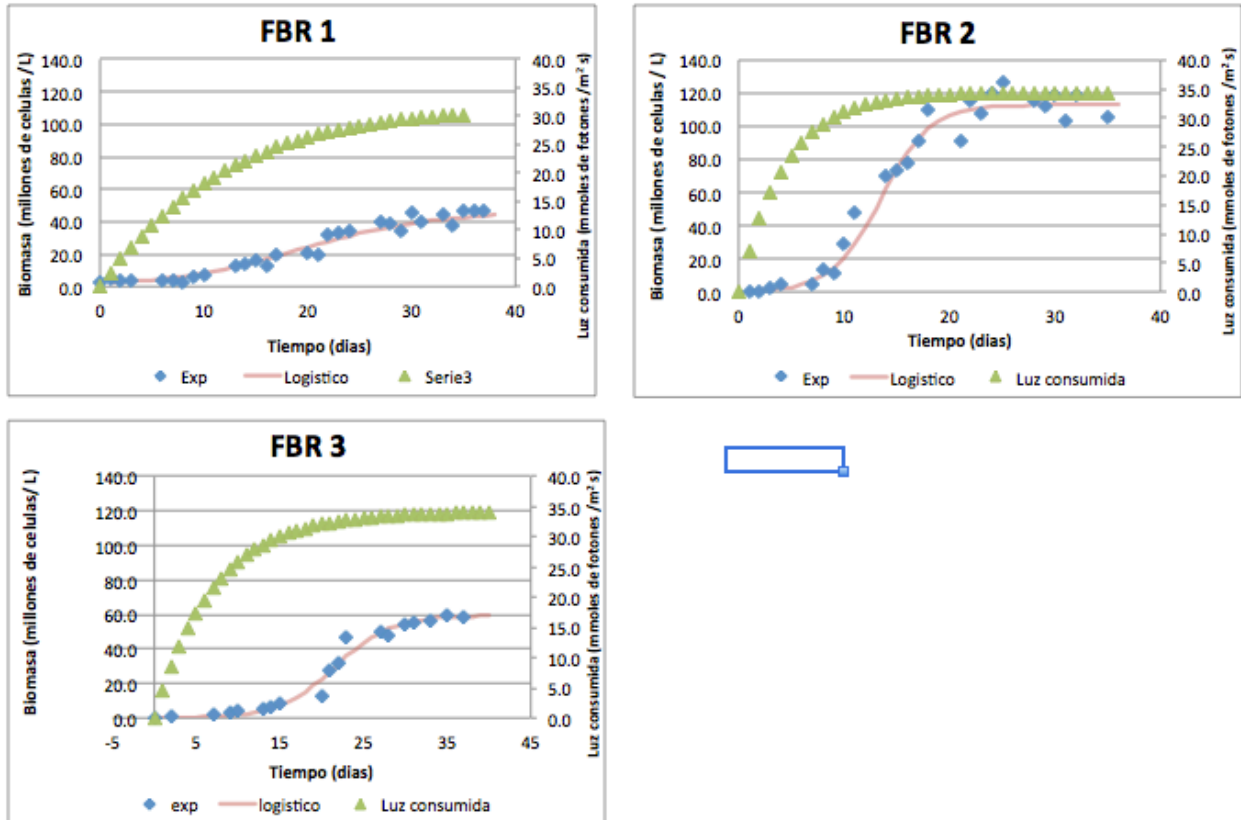 FBR 1
Biomasa (millones de celulas / L)
140.0
120.0
100.0
80.0
60.0
40.0
20.0
0.0
40.0
35.0
30.0
25.0
20.0
15.0
10.0
5.0
0.0
Luz consumida (mmoles de fotones /m² s)
0 10 20 30 40
Tiempo (dias)
Exp Logistico Serie3
FBR 2
Biomasa (millones de celulas / L)
140.0
120.0
100.0
80.0
60.0
40.0
20.0
0.0
40.0
35.0
30.0
25.0
20.0
15.0
10.0
5.0
0.0
Luz consumida (mmoles de fotones /m² s)
0 10 20 30 40
Tiempo (dias)
Exp Logistico Luz consumida
FBR 3
Biomasa (millones de celulas/ L)
140.0
120.0
100.0
80.0
60.0
40.0
20.0
0.0
40.0
35.0
30.0
25.0
20.0
15.0
10.0
5.0
0.0
Luz consumida (mmoles de fotones /m² s)
-5 5 15 25 35 45
Tiempo (dias)
exp logistico Luz consumida